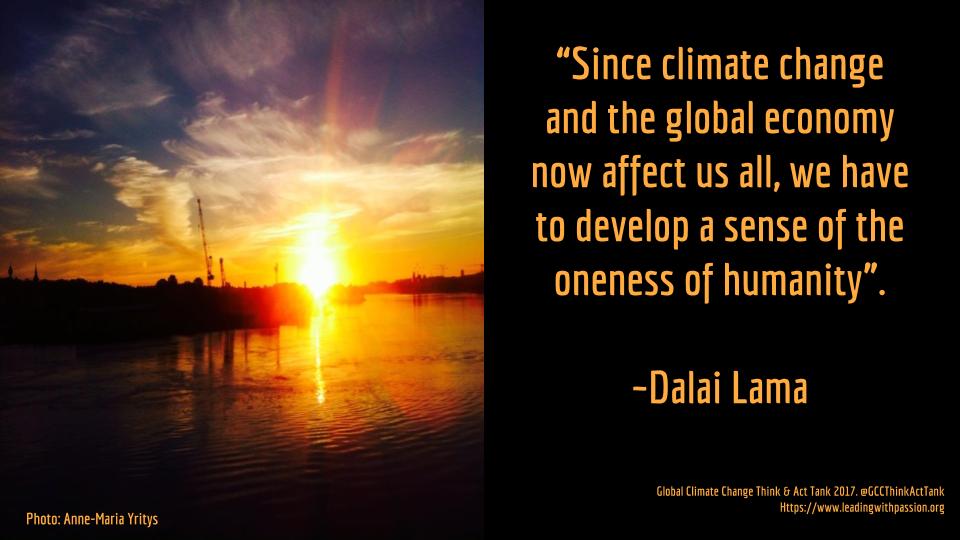 “Since climate change
and the global economy
now affect us all, we have
to develop a sense of the
oneness of humanity”.
~Dalai Lama
Global Climate Change Think & Act Tank 2017. @GCCThinkActTank
Https://www.leadingwithpassion.org
Photo: Anne-Maria Yritys